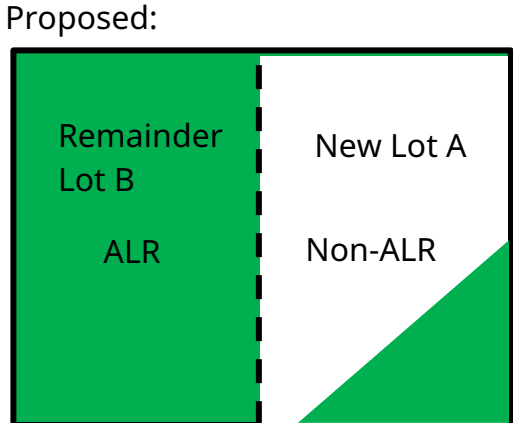 Proposed:
Remainder
Lot B
New Lot A
ALR
Non-ALR